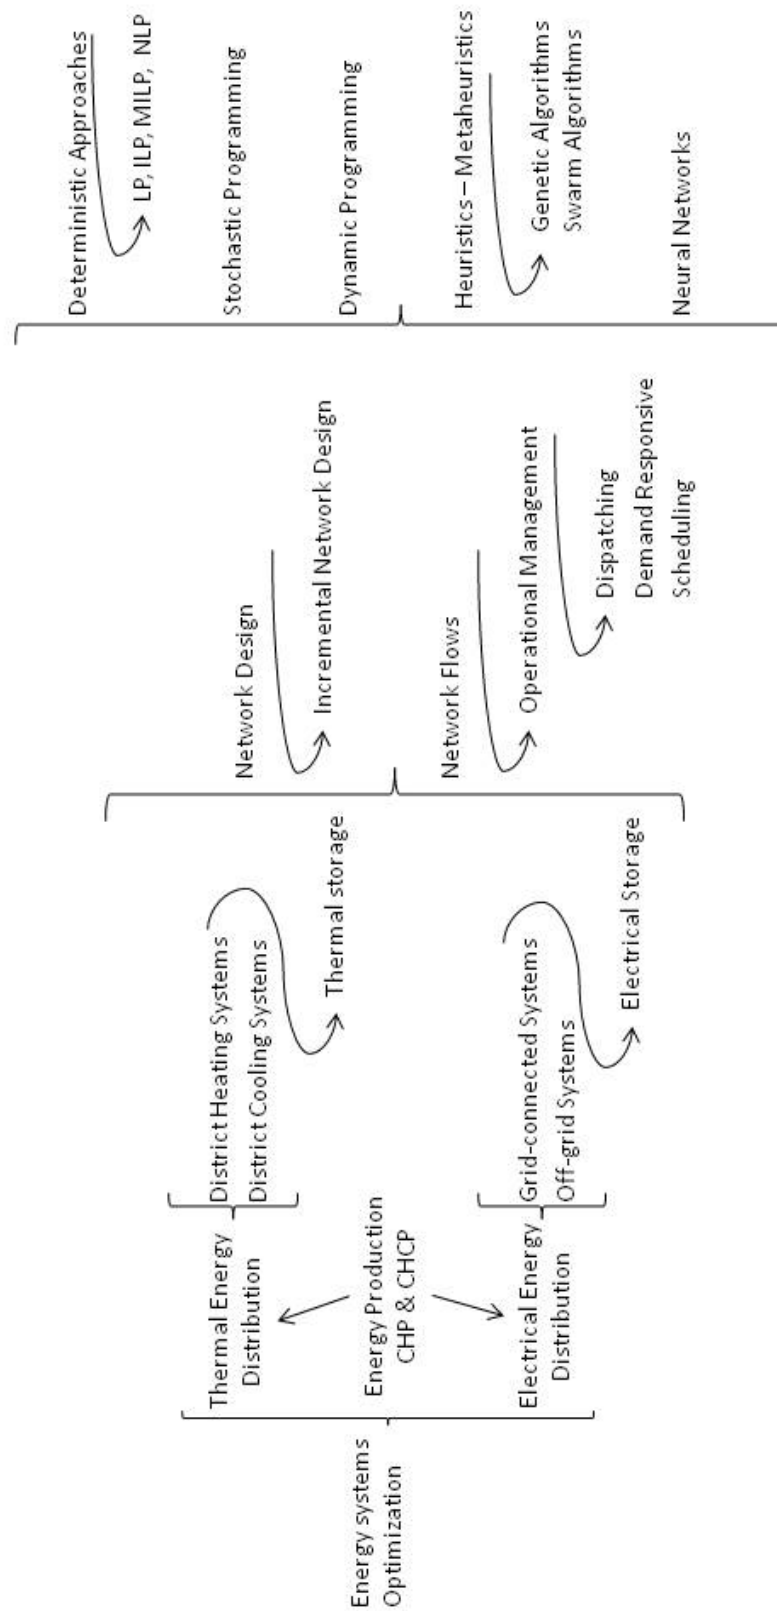 Energy systems
Optimization
Thermal Energy
Distribution
Energy Production
CHP & CHCP
Electrical Energy
Distribution
District Heating Systems
District Cooling Systems
Thermal storage
Grid-connected Systems
Off-grid Systems
Electrical Storage
Network Design
Incremental Network Design
Network Flows
Operational Management
Dispatching
Demand Responsive
Scheduling
Deterministic Approaches
LP, ILP, MILP, NLP
Stochastic Programming
Dynamic Programming
Heuristics – Metaheuristics
Genetic Algorithms
Swarm Algorithms
Neural Networks